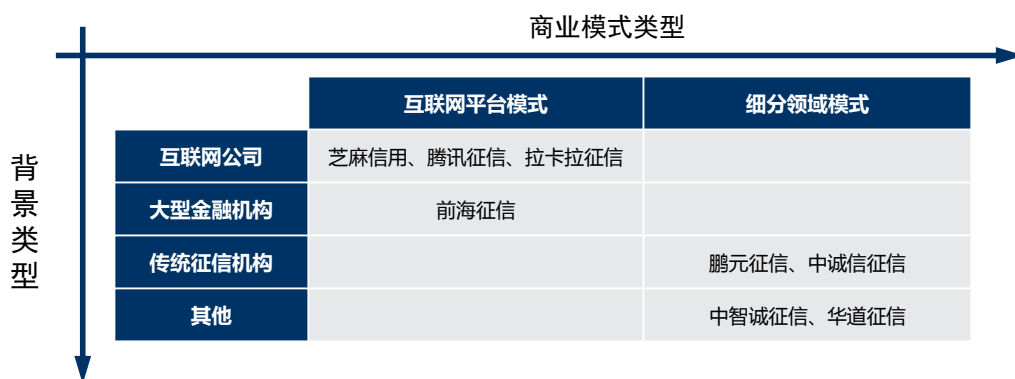 商业模式类型
互联网平台模式 细分领域模式
背景类型
互联网公司 芝麻信用、腾讯征信、拉卡拉征信
大型金融机构 前海征信
传统征信机构 鹏元征信、中诚信征信
其他 中智诚征信、华道征信